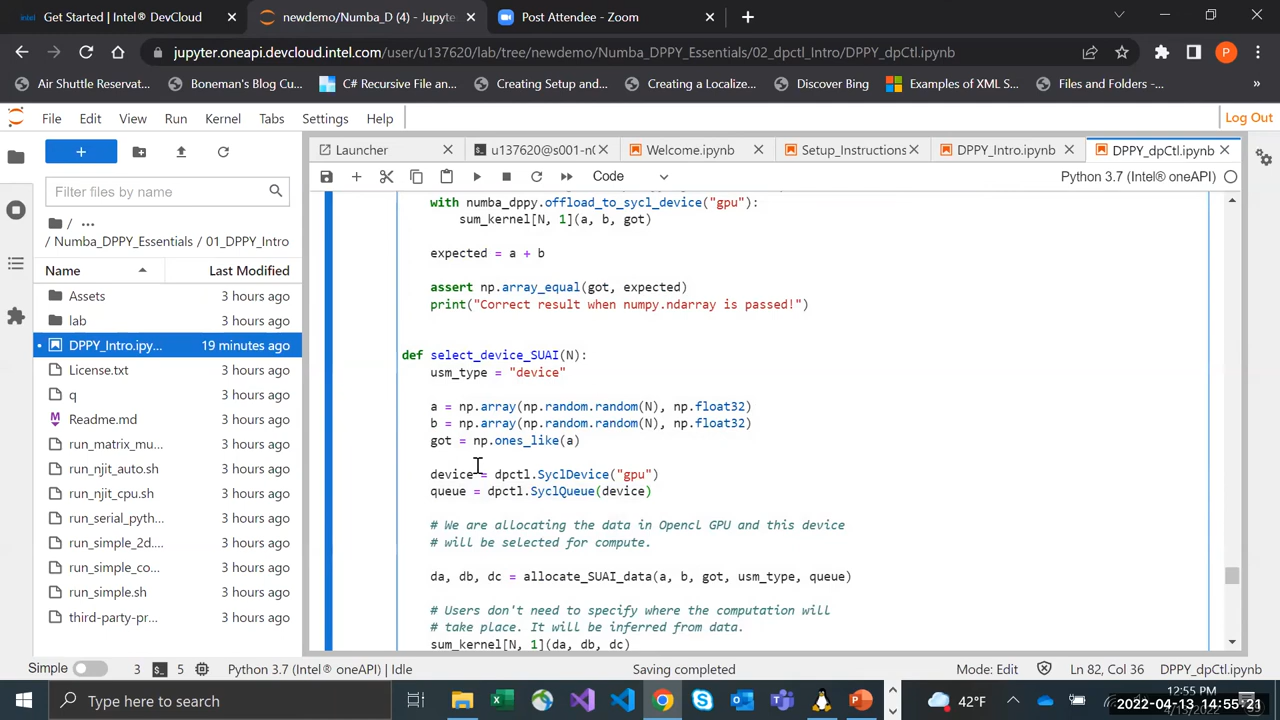 Get Started | Intel® DevCloud
newdemo/Numba_D (4) - Jupyte
Post Attendee - Zoom
jupyter.oneapi.devcloud.intel.com/user/u137620/lab/tree/newdemo/Numba_DPPY_Essentials/02_dpctl_Intro/DPPY_dpCtl.ipynb
P
Air Shuttle Reservat...
Boneman's Blog Cu...
C# Recursive Func...
Creating Setup and...
Creating a Localiz...
Discover Bing
Examples of XML S...
Files and Folders -...
»
File Edit View Run Kernel Tabs Settings Help
Log Out
Launcher
u137620@s001-n0
Welcome.ipynb
Setup_Instructions
DPPY_Intro.ipynb
DPPY_dpCtl.ipynb
Code
Python 3.7 (Intel® oneAPI)
Filter files by name
/ ...
/ Numba_DPPY_Essentials / 01_DPPY_Intro
Name Last Modified
Assets 3 hours ago
lab 3 hours ago
DPPY_Intro.ipy... 19 minutes ago
License.txt 3 hours ago
q 3 hours ago
Readme.md 3 hours ago
run_matrix_mu... 3 hours ago
run_njit_auto.sh 3 hours ago
run_njit_cpu.sh 3 hours ago
run_serial_pyth... 3 hours ago
run_simple_2d.... 3 hours ago
run_simple_co... 3 hours ago
run_simple.sh 3 hours ago
third-party-pr... 3 hours ago
with numba_dppy.offload_to_sycl_device("gpu"):
sum_kernel[N, 1](a, b, got)
expected = a + b
assert np.array_equal(got, expected)
print("Correct result when numpy.ndarray is passed!")
def select_device_SUAI(N):
usm_type = "device"
a = np.array(np.random.random(N), np.float32)
b = np.array(np.random.random(N), np.float32)
got = np.ones_like(a)
device = dpctl.SyclDevice("gpu")
queue = dpctl.SyclQueue(device)
# We are allocating the data in Opencl GPU and this device
# will be selected for compute.
da, db, dc = allocate_SUAI_data(a, b, got, usm_type, queue)
# Users don't need to specify where the computation will
# take place. It will be inferred from data.
sum_kernel[N, 1](da, db, dc)
Simple 3 5 Python 3.7 (Intel® oneAPI) | Idle Saving completed Mode: Edit Ln 82, Col 36 DPPY_dpCtl.ipynb
Type here to search
42°F
12:55 PM
2022-04-13 14:55:21